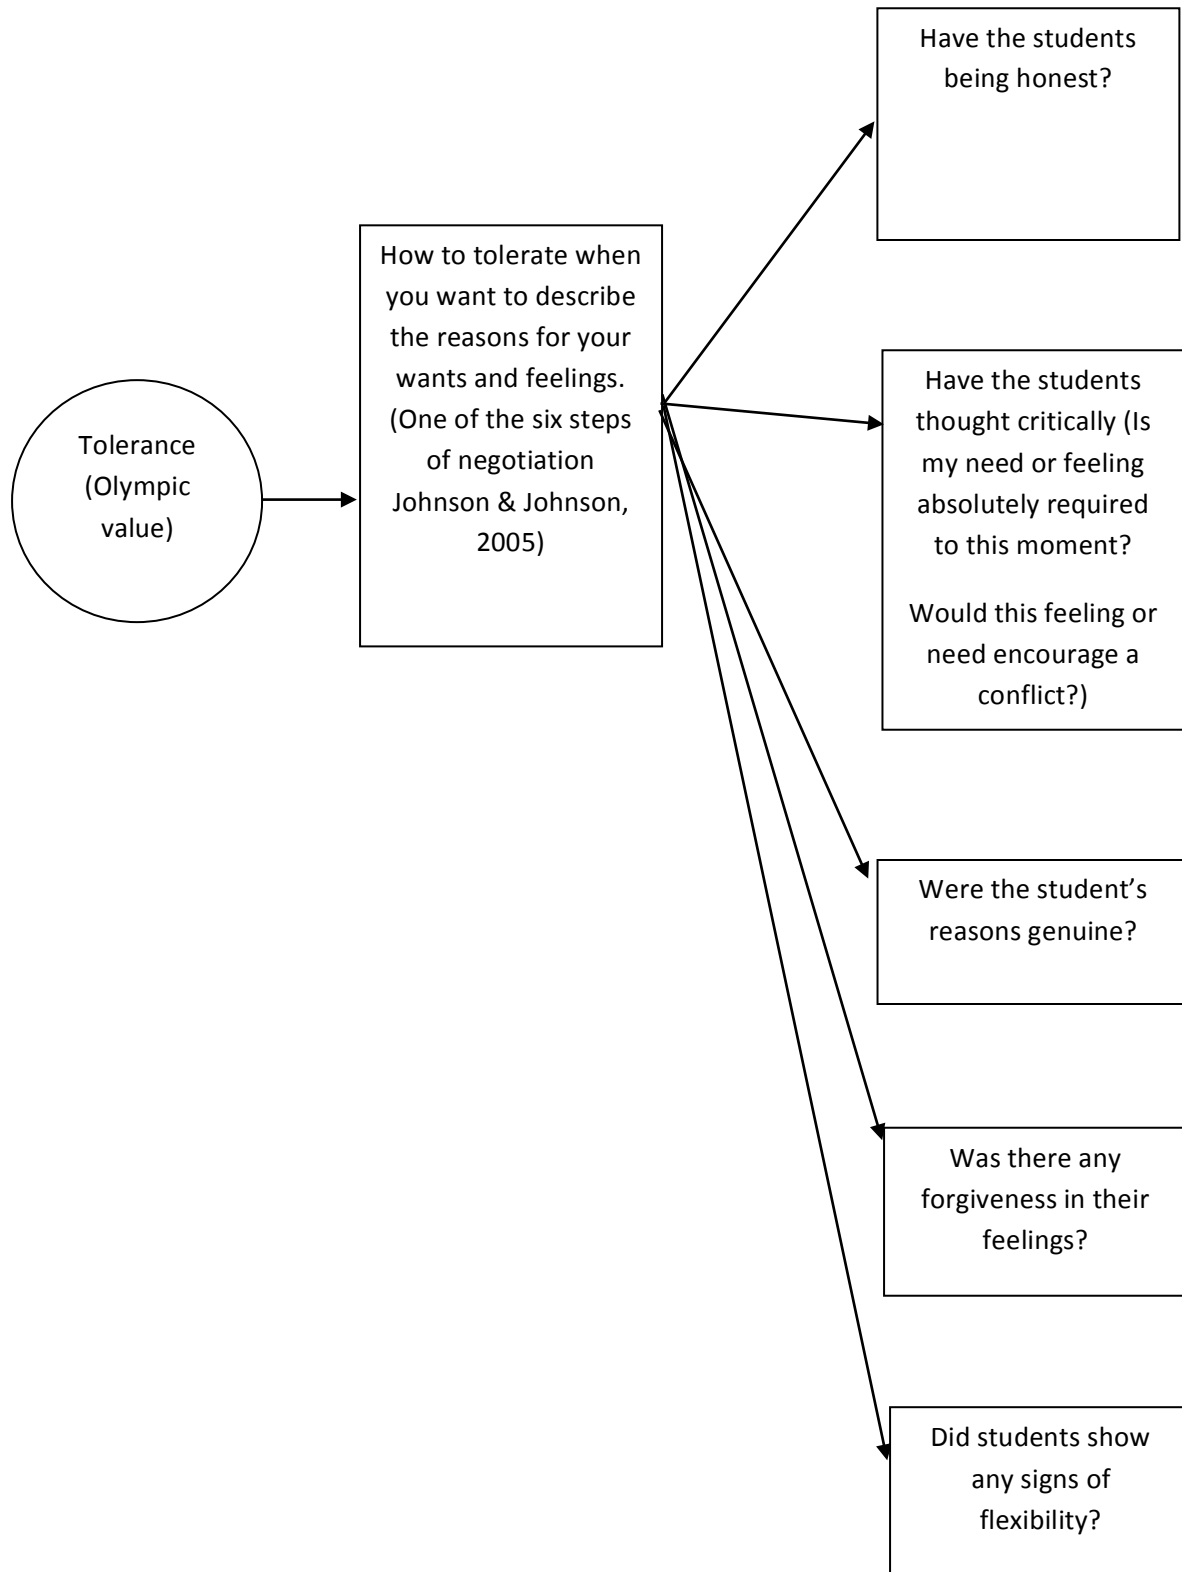 Tolerance
(Olympic
value)
How to tolerate when
you want to describe
the reasons for your
wants and feelings.
(One of the six steps
of negotiation
Johnson & Johnson,
2005)
Have the students
being honest?
Have the students
thought critically (Is
my need or feeling
absolutely required
to this moment?
Would this feeling or
need encourage a
conflict?)
Were the student’s
reasons genuine?
Was there any
forgiveness in their
feelings?
Did students show
any signs of
flexibility?